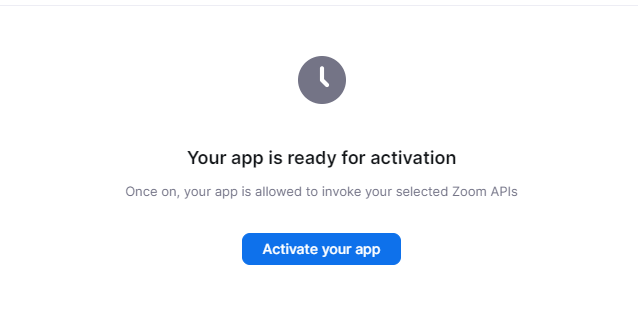 Your app is ready for activation
Once on, your app is allowed to invoke your selected Zoom APIs
Activate your app